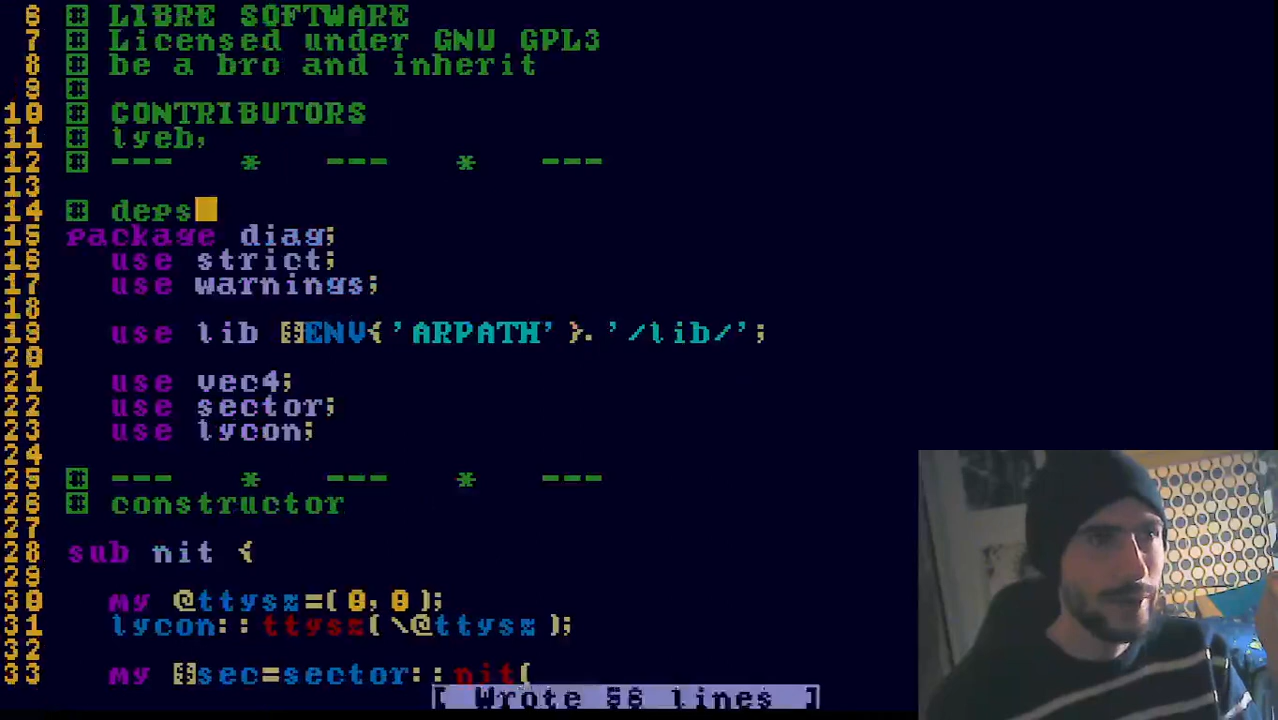 6 # LIBRE SOFTWARE
7 # Licensed under GNU GPL3
8 # be a bro and inherit
9 #
10 # CONTRIBUTORS
11 # lyeb,
12 # --- * --- * ---
13
14 # deps
15 package diag;
16 use strict;
17 use warnings;
18
19 use lib $ENV{'ARPATH'}.'/lib/';
20
21 use vec4;
22 use sector;
23 use lycon;
24
25 # --- * --- * ---
26 # constructor
27
28 sub nit {
29
30 my @ttysz=(0,0);
31 lycon::ttysz(\@ttysz);
32
33 my $sec=sector::nit(
[ Wrote 58 lines ]